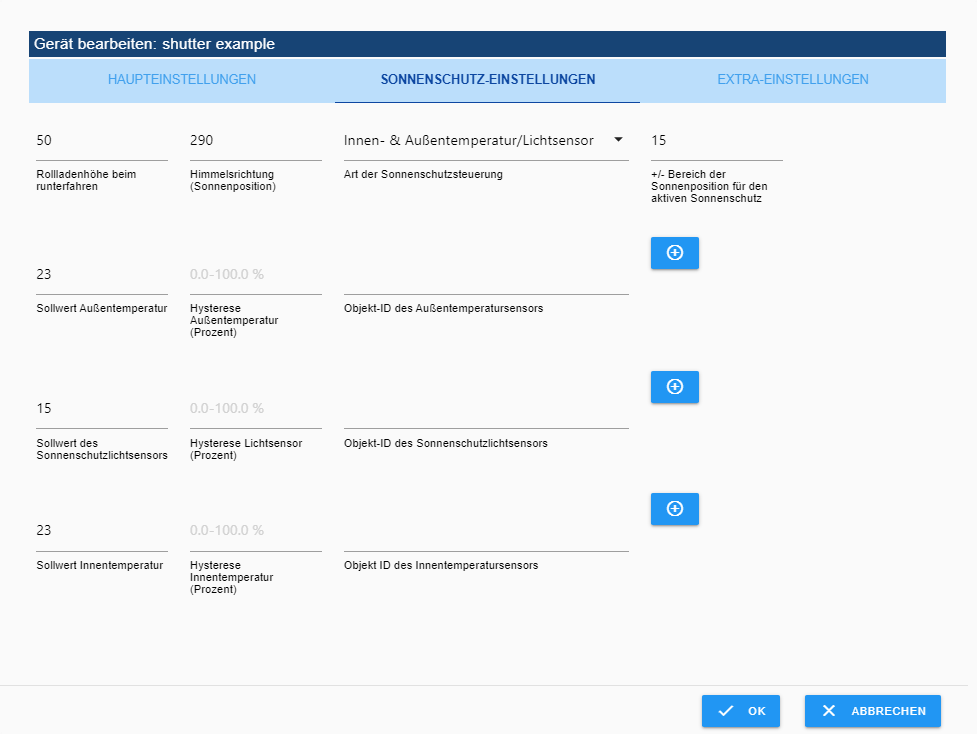 Gerät bearbeiten: shutter example
HAUPTEINSTELLUNGEN
SONNENSCHUTZ-EINSTELLUNGEN
EXTRA-EINSTELLUNGEN
50
290
Innen- & Außentemperatur/Lichtsensor
15
Rollladenhöhe beim
runterfahren
Himmelsrichtung
(Sonnenposition)
Art der Sonnenschutzsteuerung
+/- Bereich der
Sonnenposition für den
aktiven Sonnenschutz
23
0.0-100.0 %
Sollwert Außentemperatur
Hysterese
Außentemperatur
(Prozent)
Objekt-ID des Außentemperatursensors
15
0.0-100.0 %
Sollwert des
Sonnenschutzlichtsensors
Hysterese Lichtsensor
(Prozent)
Objekt-ID des Sonnenschutzlichtsensors
23
0.0-100.0 %
Sollwert Innentemperatur
Hysterese
Innentemperatur
(Prozent)
Objekt ID des Innentemperatursensors
OK
ABBRECHEN